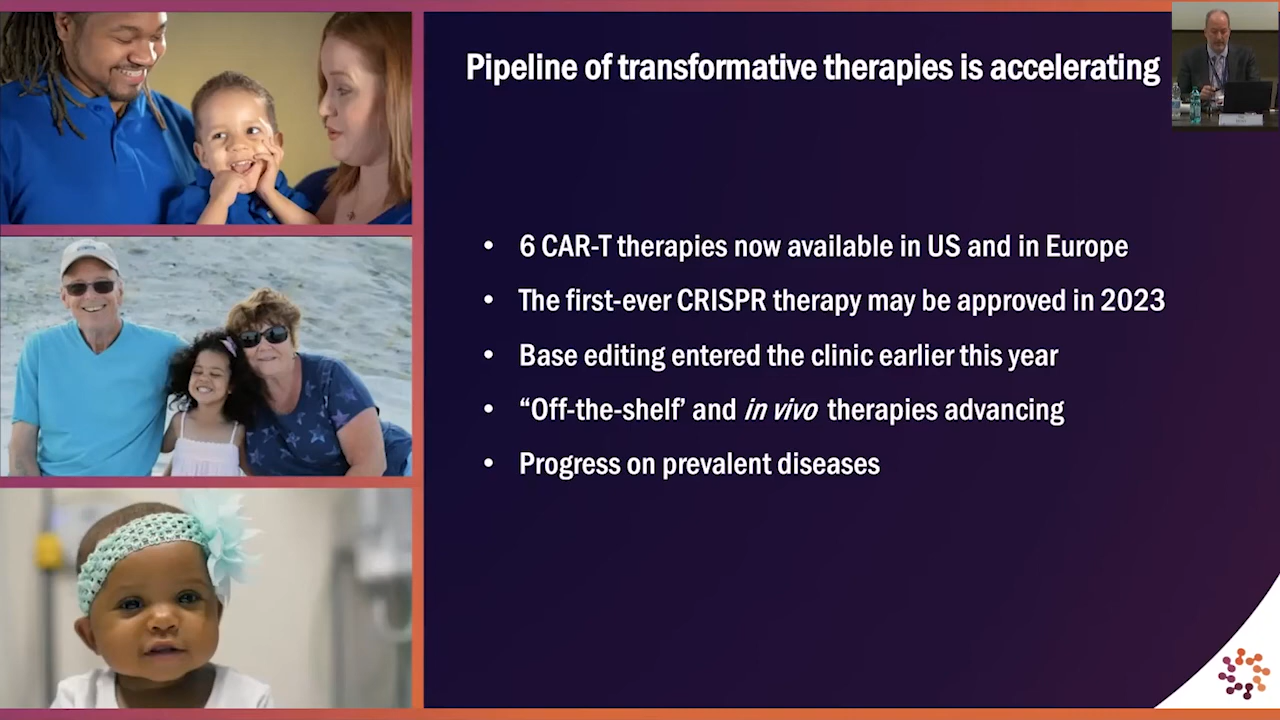 Pipeline of transformative therapies is accelerating
• 6 CAR-T therapies now available in US and in Europe
• The first-ever CRISPR therapy may be approved in 2023
• Base editing entered the clinic earlier this year
• “Off-the-shelf’ and in vivo therapies advancing
• Progress on prevalent diseases